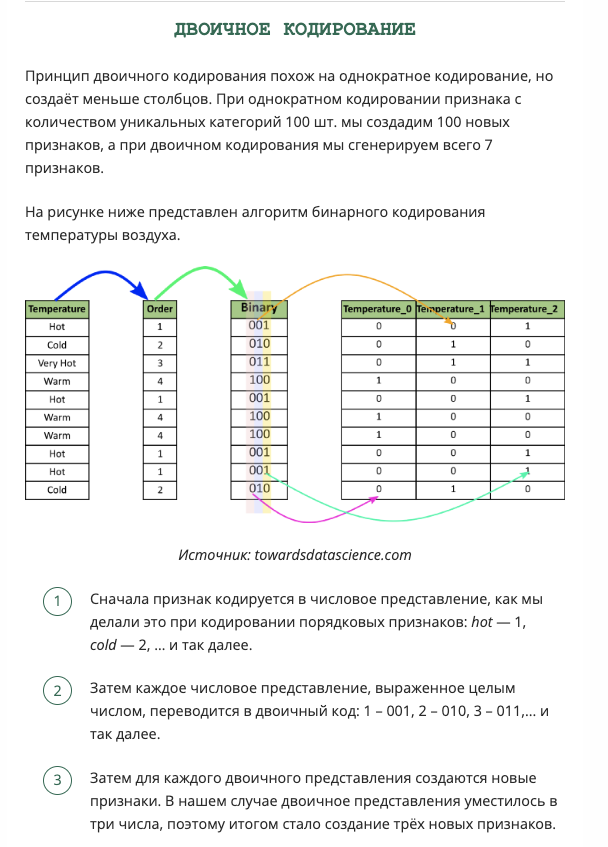 ДВОИЧНОЕ КОДИРОВАНИЕ
Принцип двоичного кодирования похож на однократное кодирование, но
создаёт меньше столбцов. При однократном кодировании признака с
количеством уникальных категорий 100 шт. мы создадим 100 новых
признаков, а при двоичном кодирования мы сгенерируем всего 7
признаков.
На рисунке ниже представлен алгоритм бинарного кодирования
температуры воздуха.
Temperature Order Binary Temperature_0 Temperature_1 Temperature_2
Hot 1 001 0 0 1
Cold 2 010 0 1 0
Very Hot 3 011 0 1 1
Warm 4 100 1 0 0
Hot 1 001 0 0 1
Warm 4 100 1 0 0
Warm 4 100 1 0 0
Hot 1 001 0 0 1
Hot 1 001 0 0 1
Cold 2 010 0 1 0
Источник: towardsdatascience.com
1 Сначала признак кодируется в числовое представление, как мы
делали это при кодировании порядковых признаков: hot — 1,
cold — 2, ... и так далее.
2 Затем каждое числовое представление, выраженное целым
числом, переводится в двоичный код: 1 – 001, 2 – 010, 3 – 011,... и
так далее.
3 Затем для каждого двоичного представления создаются новые
признаки. В нашем случае двоичное представления уместилось в
три числа, поэтому итогом стало создание трёх новых признаков.